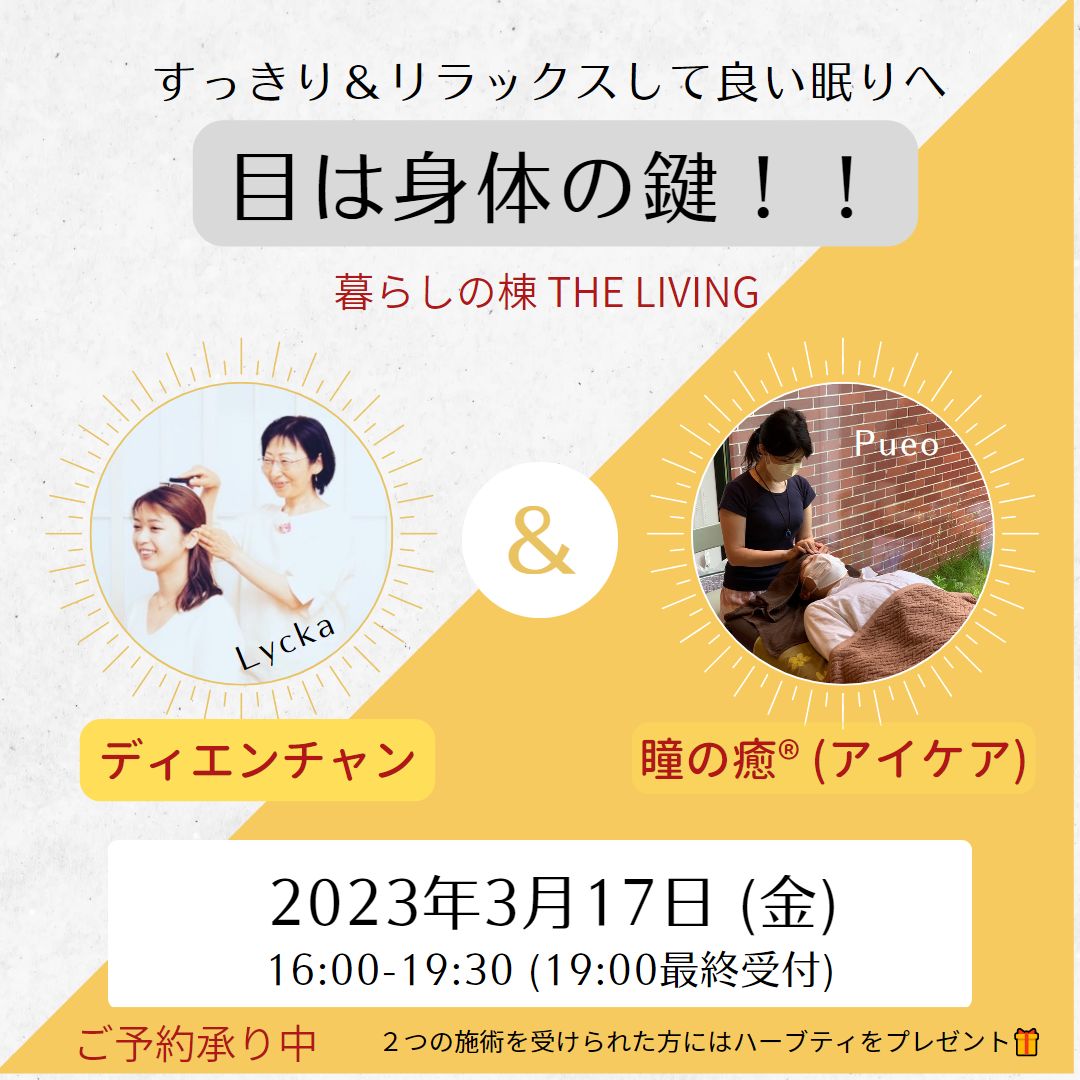 すっきり＆リラックスして良い眠りへ
目は身体の鍵！！
暮らしの棟 THE LIVING
Pueo
&
Lycka
ディエンチャン
瞳の癒® (アイケア)
2023年3月17日 (金)
16:00-19:30 (19:00最終受付)
ご予約承り中
２つの施術を受けられた方にはハーブティをプレゼント🎁